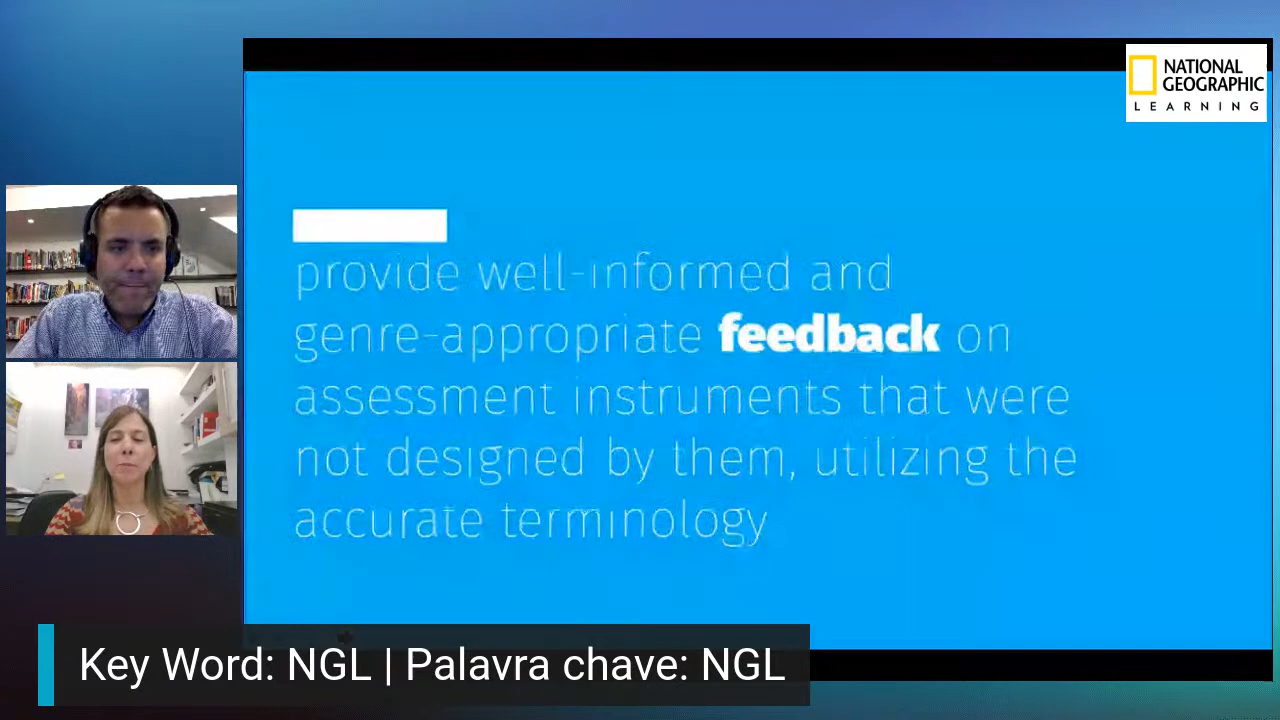 NATIONAL
GEOGRAPHIC
LEARNING
provide well-informed and
genre-appropriate feedback on
assessment instruments that were
not designed by them, utilizing the
accurate terminology
Key Word: NGL | Palavra chave: NGL